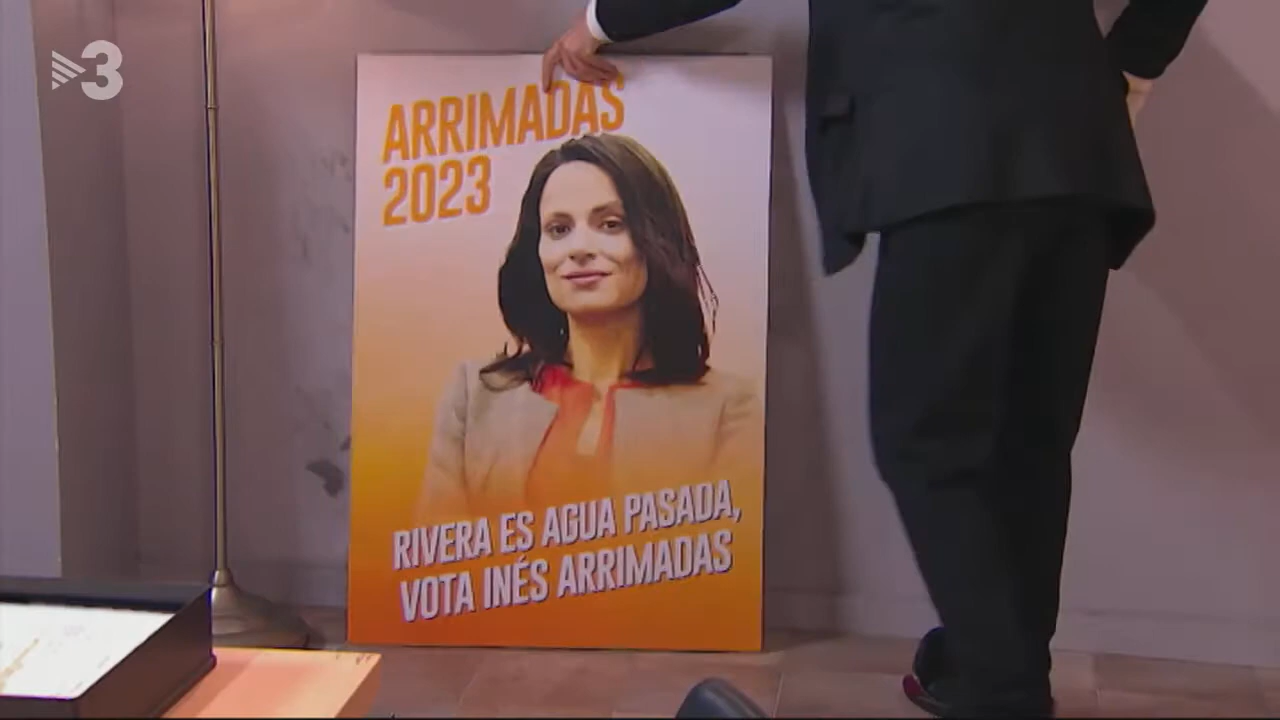 3
ARRIMADAS
2023
RIVERA ES AGUA PASADA,
VOTA INÉS ARRIMADAS